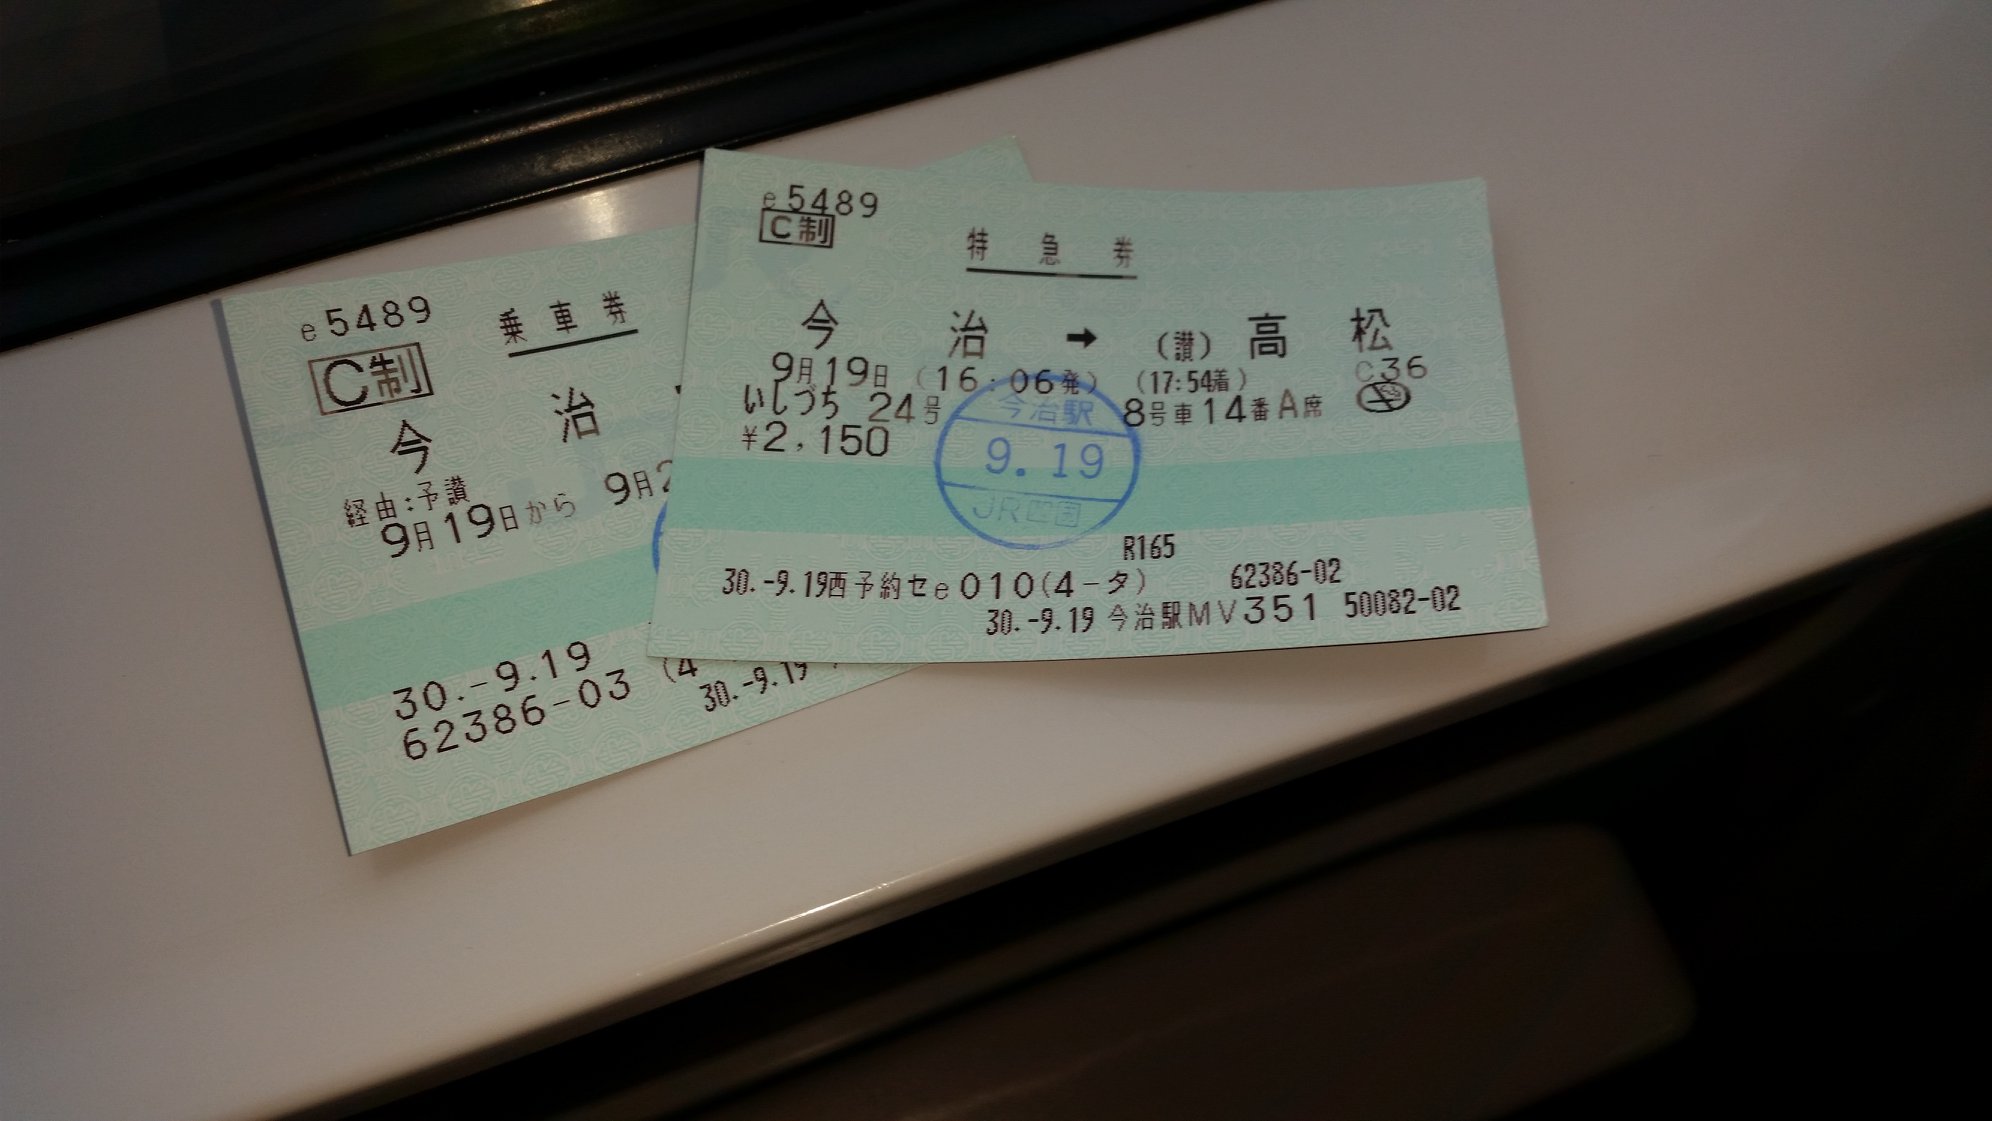 e5489
C制
乗車券
今治
経由:予讃
9月19日から 9月2
30.-9.19
62386-03 (4
30.-9.19
e5489
C制
特急券
今治 → (讃)高松
9月19日 (16:06発) (17:54着) C36
いしづち 24号 8号車14番A席
¥2,150
今治駅
9.19
JR四国
R165
30.-9.19西予約セe010(4-タ) 62386-02
30.-9.19 今治駅MV351 50082-02